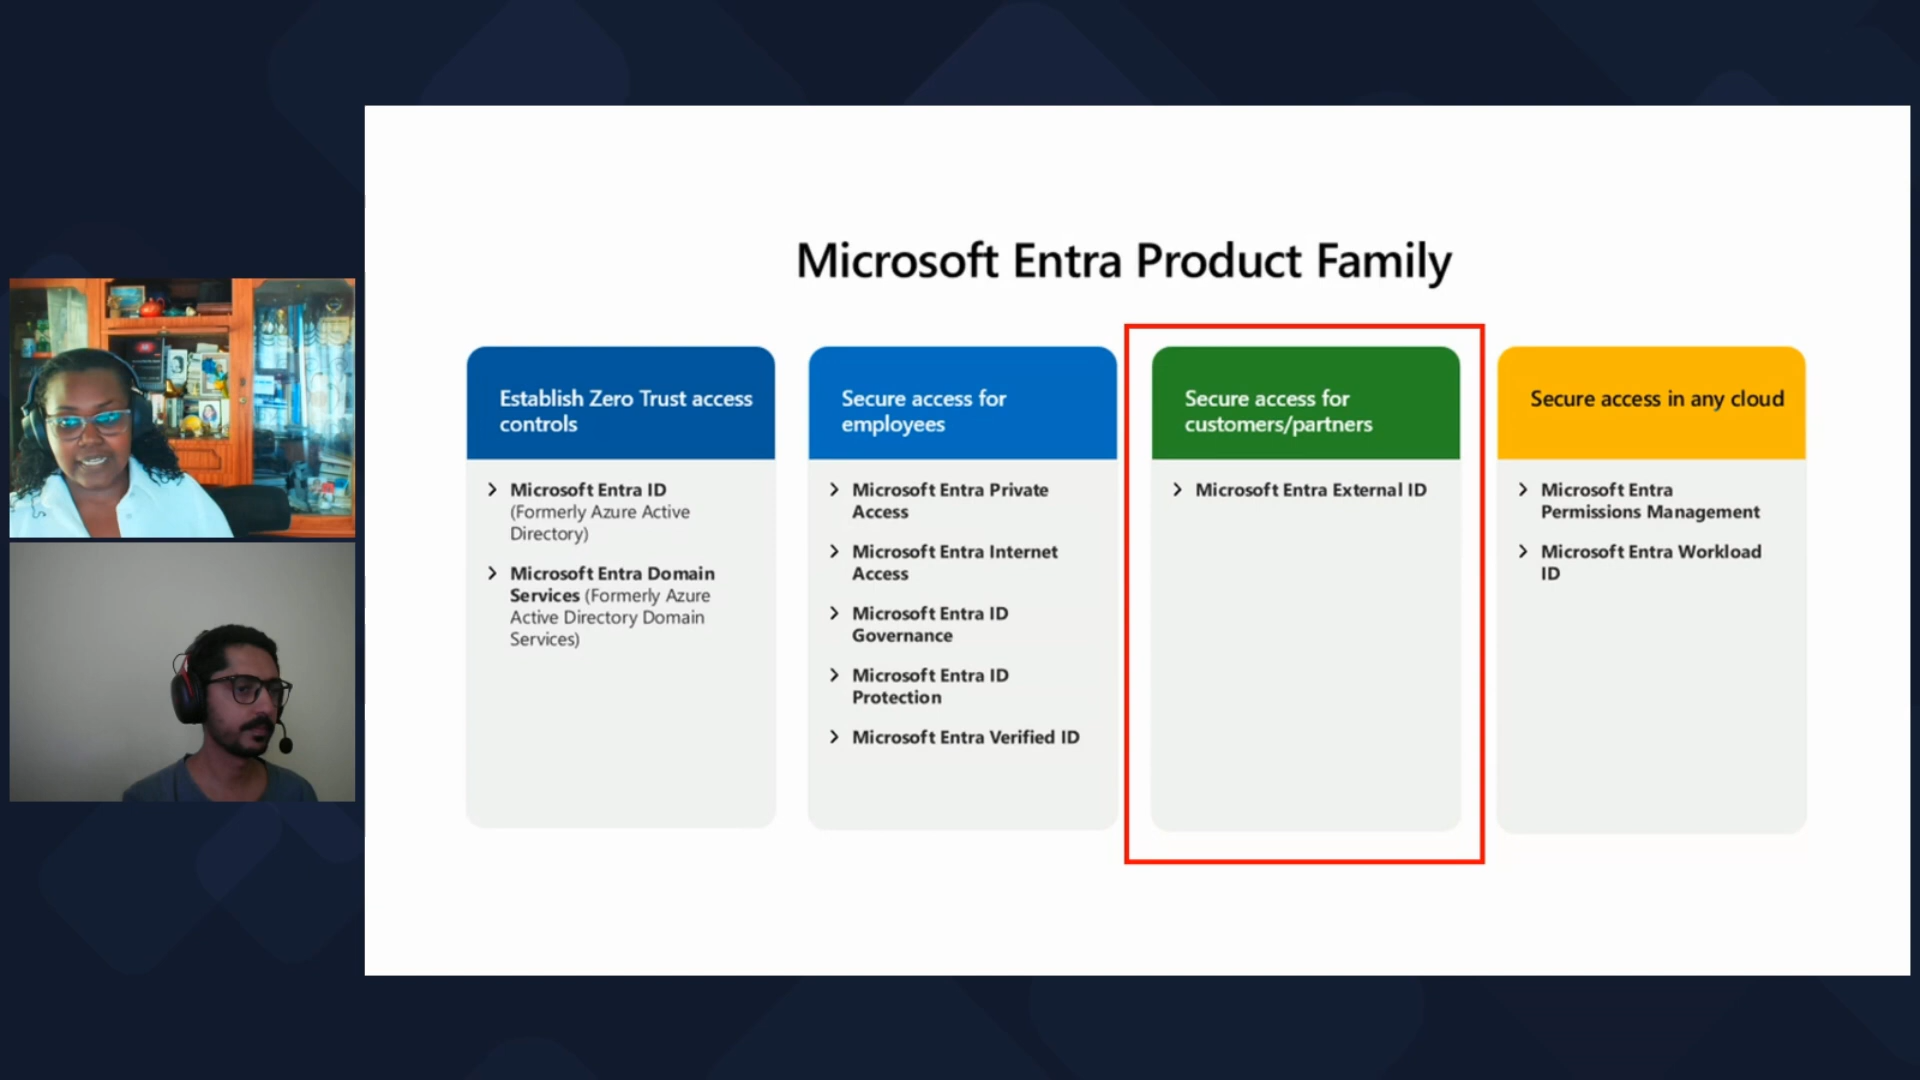 Microsoft Entra Product Family
Establish Zero Trust access
controls
Microsoft Entra ID
(Formerly Azure Active
Directory)
Microsoft Entra Domain
Services (Formerly Azure
Active Directory Domain
Services)
Secure access for
employees
Microsoft Entra Private
Access
Microsoft Entra Internet
Access
Microsoft Entra ID
Governance
Microsoft Entra ID
Protection
Microsoft Entra Verified ID
Secure access for
customers/partners
Microsoft Entra External ID
Secure access in any cloud
Microsoft Entra
Permissions Management
Microsoft Entra Workload
ID